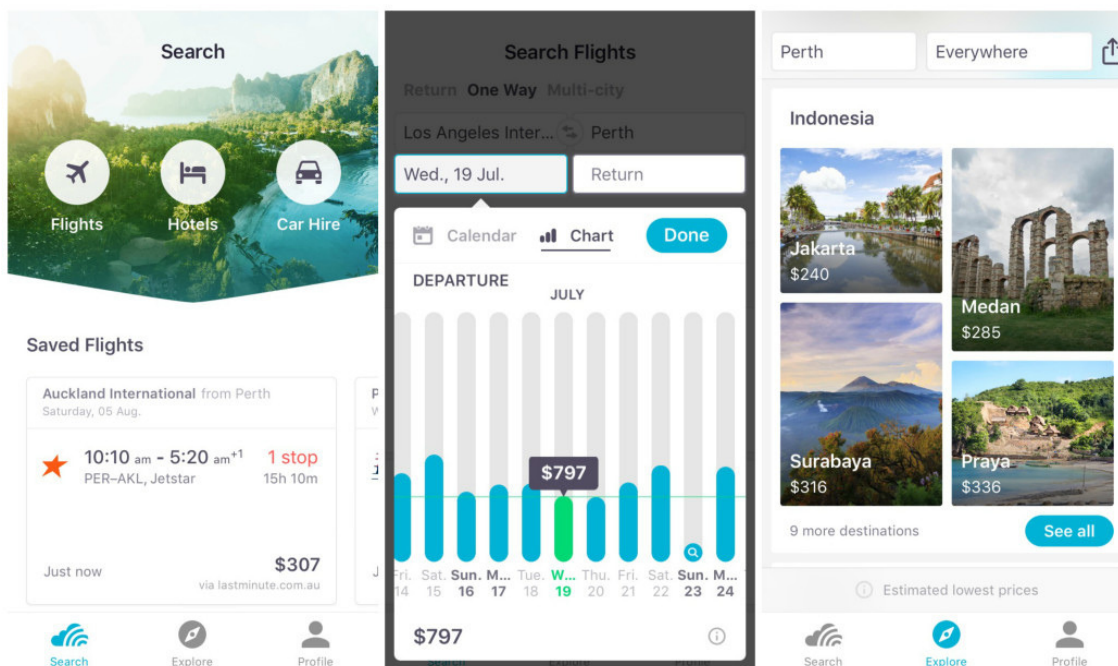 Search
Flights
Hotels
Car Hire
Saved Flights
Auckland International from Perth
Saturday, 05 Aug.
10:10 am - 5:20 am+1
1 stop
PER–AKL, Jetstar
15h 10m
Just now
$307
via lastminute.com.au
P
W
J
Search
Explore
Profile
Search Flights
Return One Way Multi-city
Los Angeles Inter...
Perth
Wed., 19 Jul.
Return
Calendar
Chart
Done
DEPARTURE
JULY
$797
Fri. Sat. Sun. M... Tue. W... Thu. Fri. Sat. Sun. M...
14 15 16 17 18 19 20 21 22 23 24
$797
Search
Explore
Profile
Perth
Everywhere
Indonesia
Jakarta
$240
Medan
$285
Surabaya
$316
Praya
$336
9 more destinations
See all
Estimated lowest prices
Search
Explore
Profile